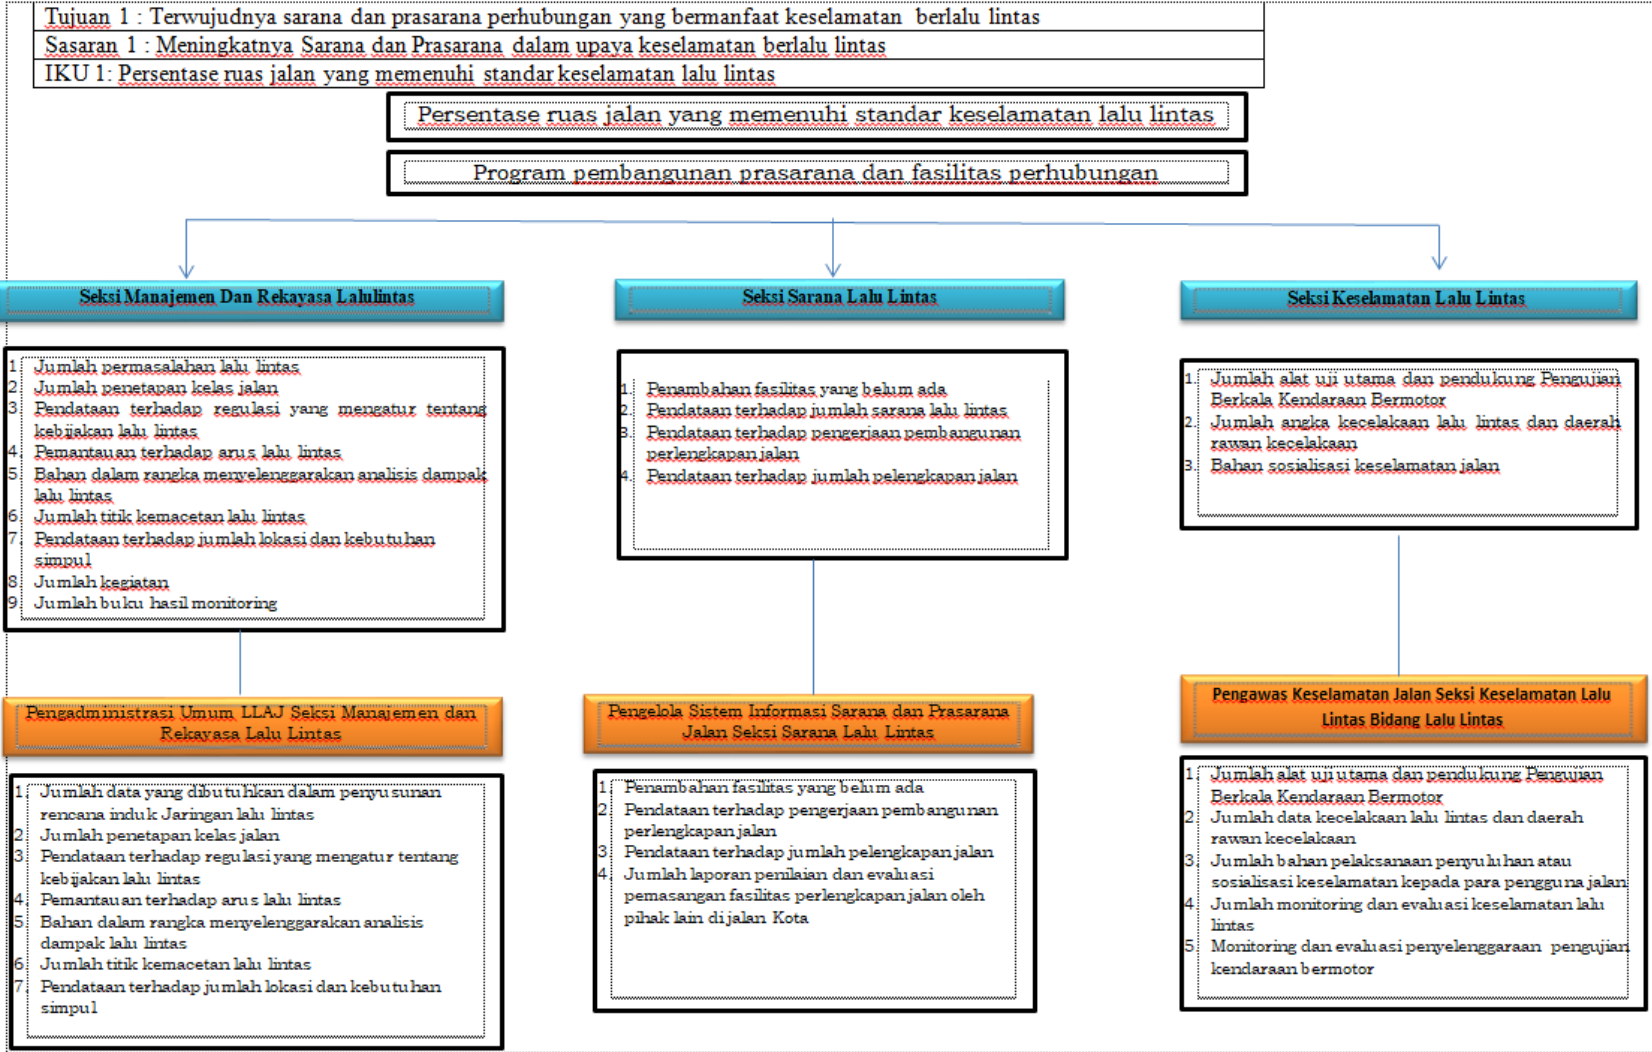 Tujuan 1 : Terwujudnya sarana dan prasarana perhubungan yang bermanfaat keselamatan berlalu lintas
Sasaran 1 : Meningkatnya Sarana dan Prasarana dalam upaya keselamatan berlalu lintas
IKU 1: Persentase ruas jalan yang memenuhi standar keselamatan lalu lintas
Persentase ruas jalan yang memenuhi standar keselamatan lalu lintas
Program pembangunan prasarana dan fasilitas perhubungan
Seksi Manajemen Dan Rekayasa Lalulintas
1 Jumlah permasalahan lalu lintas
2 Jumlah penetapan kelas jalan
3 Pendataan terhadap regulasi yang mengatur tentang
kebijakan lalu lintas
4 Pemantauan terhadap arus lalu lintas
5 Bahan dalam rangka menyelenggarakan analisis dampak
lalu lintas
6 Jumlah titik kemacetan lalu lintas
7. Pendataan terhadap jumlah lokasi dan kebutuhan
simpul
8 Jumlah kegiatan
9 Jumlah buku hasil monitoring
Seksi Sarana Lalu Lintas
1. Penambahan fasilitas yang belum ada
2. Pendataan terhadap jumlah sarana lalu lintas
3. Pendataan terhadap pengerjaan pembangunan
perlengkapan jalan
4. Pendataan terhadap jumlah pelengkapan jalan
Seksi Keselamatan Lalu Lintas
1. Jumlah alat uji utama dan pendukung Pengujian
Berkala Kendaraan Bermotor
2. Jumlah angka kecelakaan lalu lintas dan daerah
rawan kecelakaan
3. Bahan sosialisasi keselamatan jalan
Pengadministrasi Umum LLAJ Seksi Manajemen dan
Rekayasa Lalu Lintas
1. Jumlah data yang dibutuhkan dalam penyusunan
rencana induk Jaringan lalu lintas
2 Jumlah penetapan kelas jalan
3 Pendataan terhadap regulasi yang mengatur tentang
kebijakan lalu lintas
4 Pemantauan terhadap arus lalu lintas
5 Bahan dalam rangka menyelenggarakan analisis
dampak lalu lintas
6 Jumlah titik kemacetan lalu lintas
7 Pendataan terhadap jumlah lokasi dan kebutuhan
simpul
Pengelola Sistem Informasi Sarana dan Prasarana
Jalan Seksi Sarana Lalu Lintas
1 Penambahan fasilitas yang belum ada
2 Pendataan terhadap pengerjaan pembangunan
perlengkapan jalan
3 Pendataan terhadap jumlah pelengkapan jalan
4 Jumlah laporan penilaian dan evaluasi
pemasangan fasilitas perlengkapan jalan oleh
pihak lain di jalan Kota
Pengawas Keselamatan Jalan Seksi Keselamatan Lalu
Lintas Bidang Lalu Lintas
1 Jumlah alat uji utama dan pendukung Pengujian
Berkala Kendaraan Bermotor
2 Jumlah data kecelakaan lalu lintas dan daerah
rawan kecelakaan
3 Jumlah bahan pelaksanaan penyuluhan atau
sosialisasi keselamatan kepada para pengguna jalan
4 Jumlah monitoring dan evaluasi keselamatan lalu
lintas
5 Monitoring dan evaluasi penyelenggaraan pengujian
kendaraan bermotor